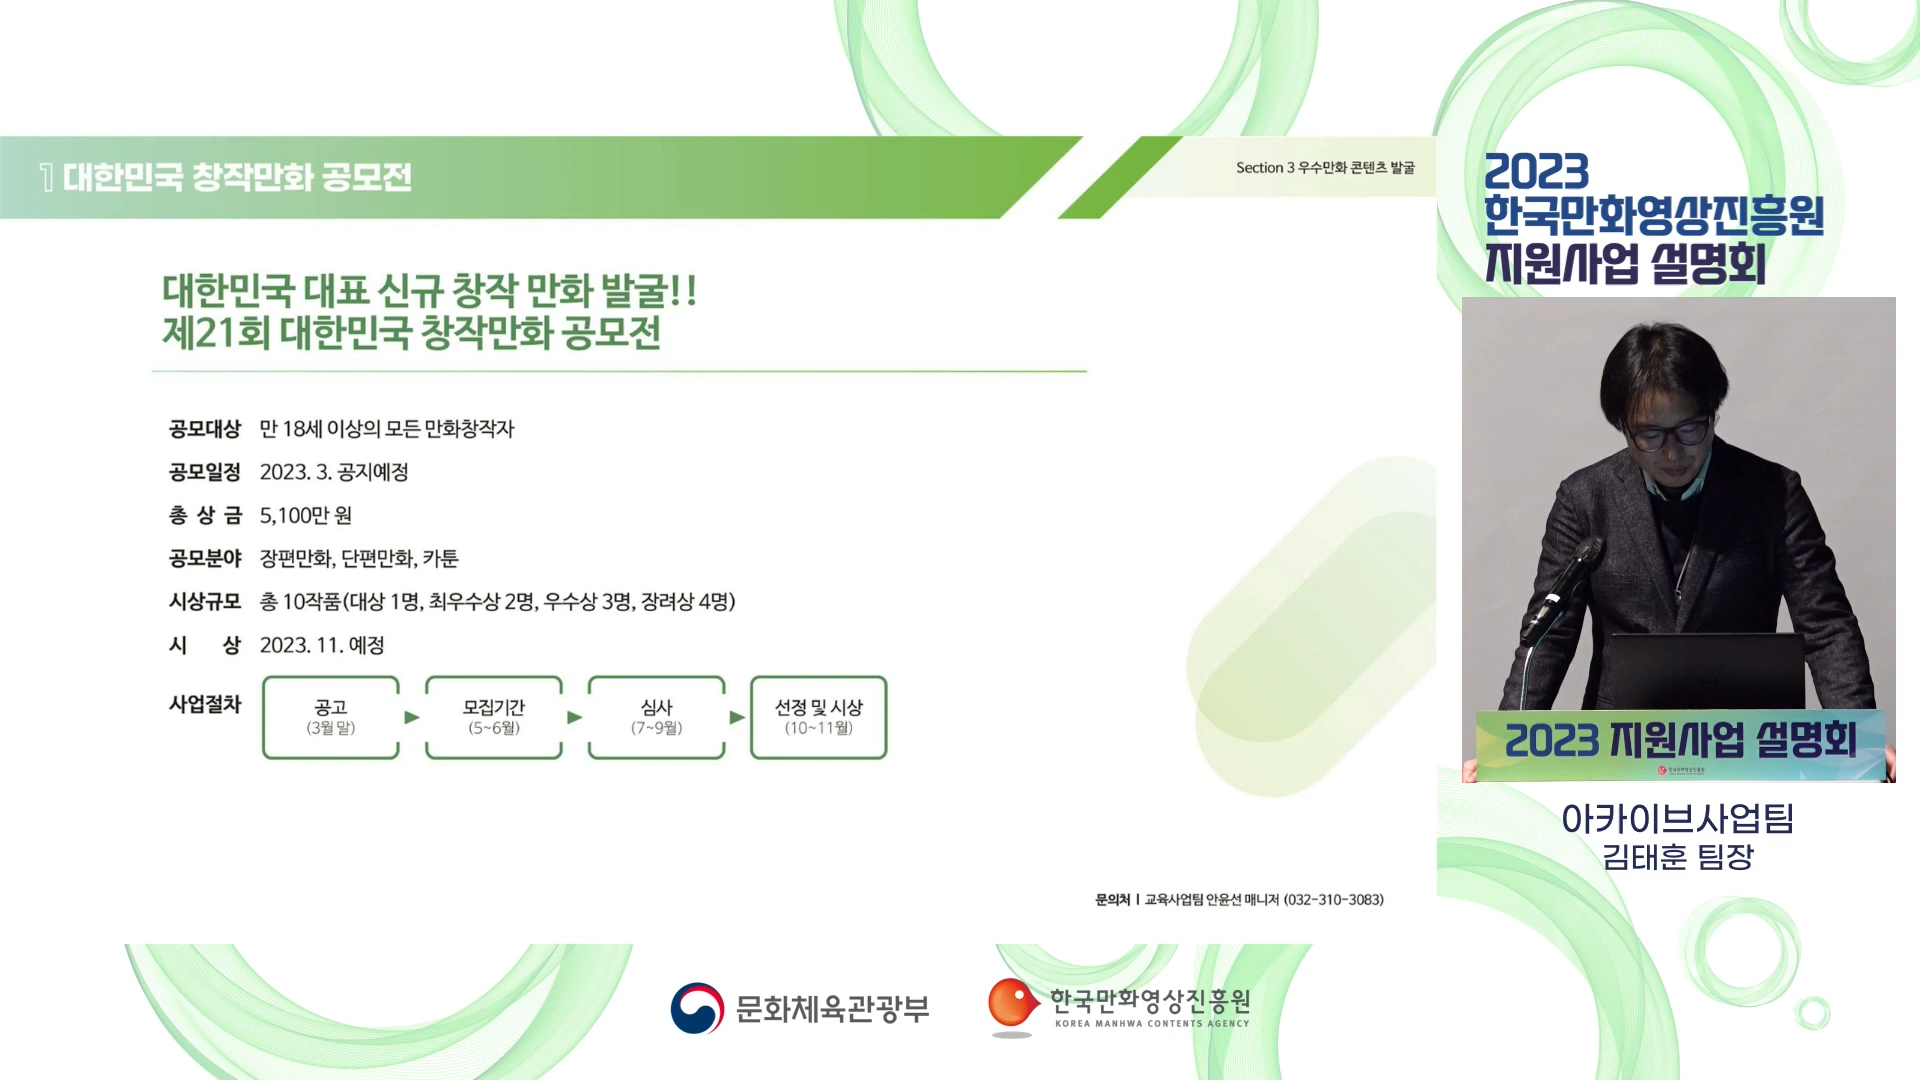 1 대한민국 창작만화 공모전
Section 3 우수만화 콘텐츠 발굴
대한민국 대표 신규 창작 만화 발굴!!
제21회 대한민국 창작만화 공모전
공모대상 만 18세 이상의 모든 만화창작자
공모일정 2023. 3. 공지예정
총 상 금 5,100만 원
공모분야 장편만화, 단편만화, 카툰
시상규모 총 10작품(대상 1명, 최우수상 2명, 우수상 3명, 장려상 4명)
시 상 2023. 11. 예정
사업절차
공고
(3월 말)
모집기간
(5~6월)
심사
(7~9월)
선정 및 시상
(10~11월)
문의처 | 교육사업팀 안윤선 매니저 (032-310-3083)
2023
한국만화영상진흥원
지원사업 설명회
2023 지원사업 설명회
한국만화영상진흥원
아카이브사업팀
김태훈 팀장
문화체육관광부
한국만화영상진흥원
KOREA MANHWA CONTENTS AGENCY